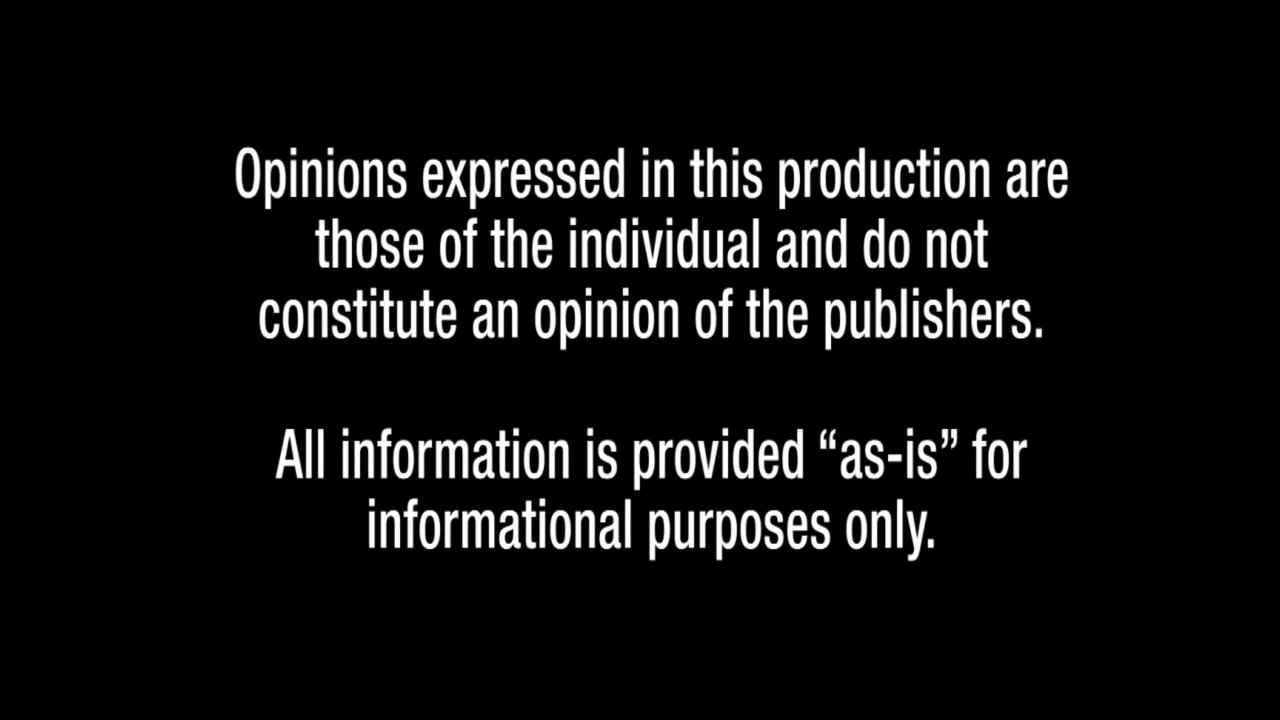 Opinions expressed in this production are
those of the individual and do not
constitute an opinion of the publishers.
All information is provided “as-is” for
informational purposes only.